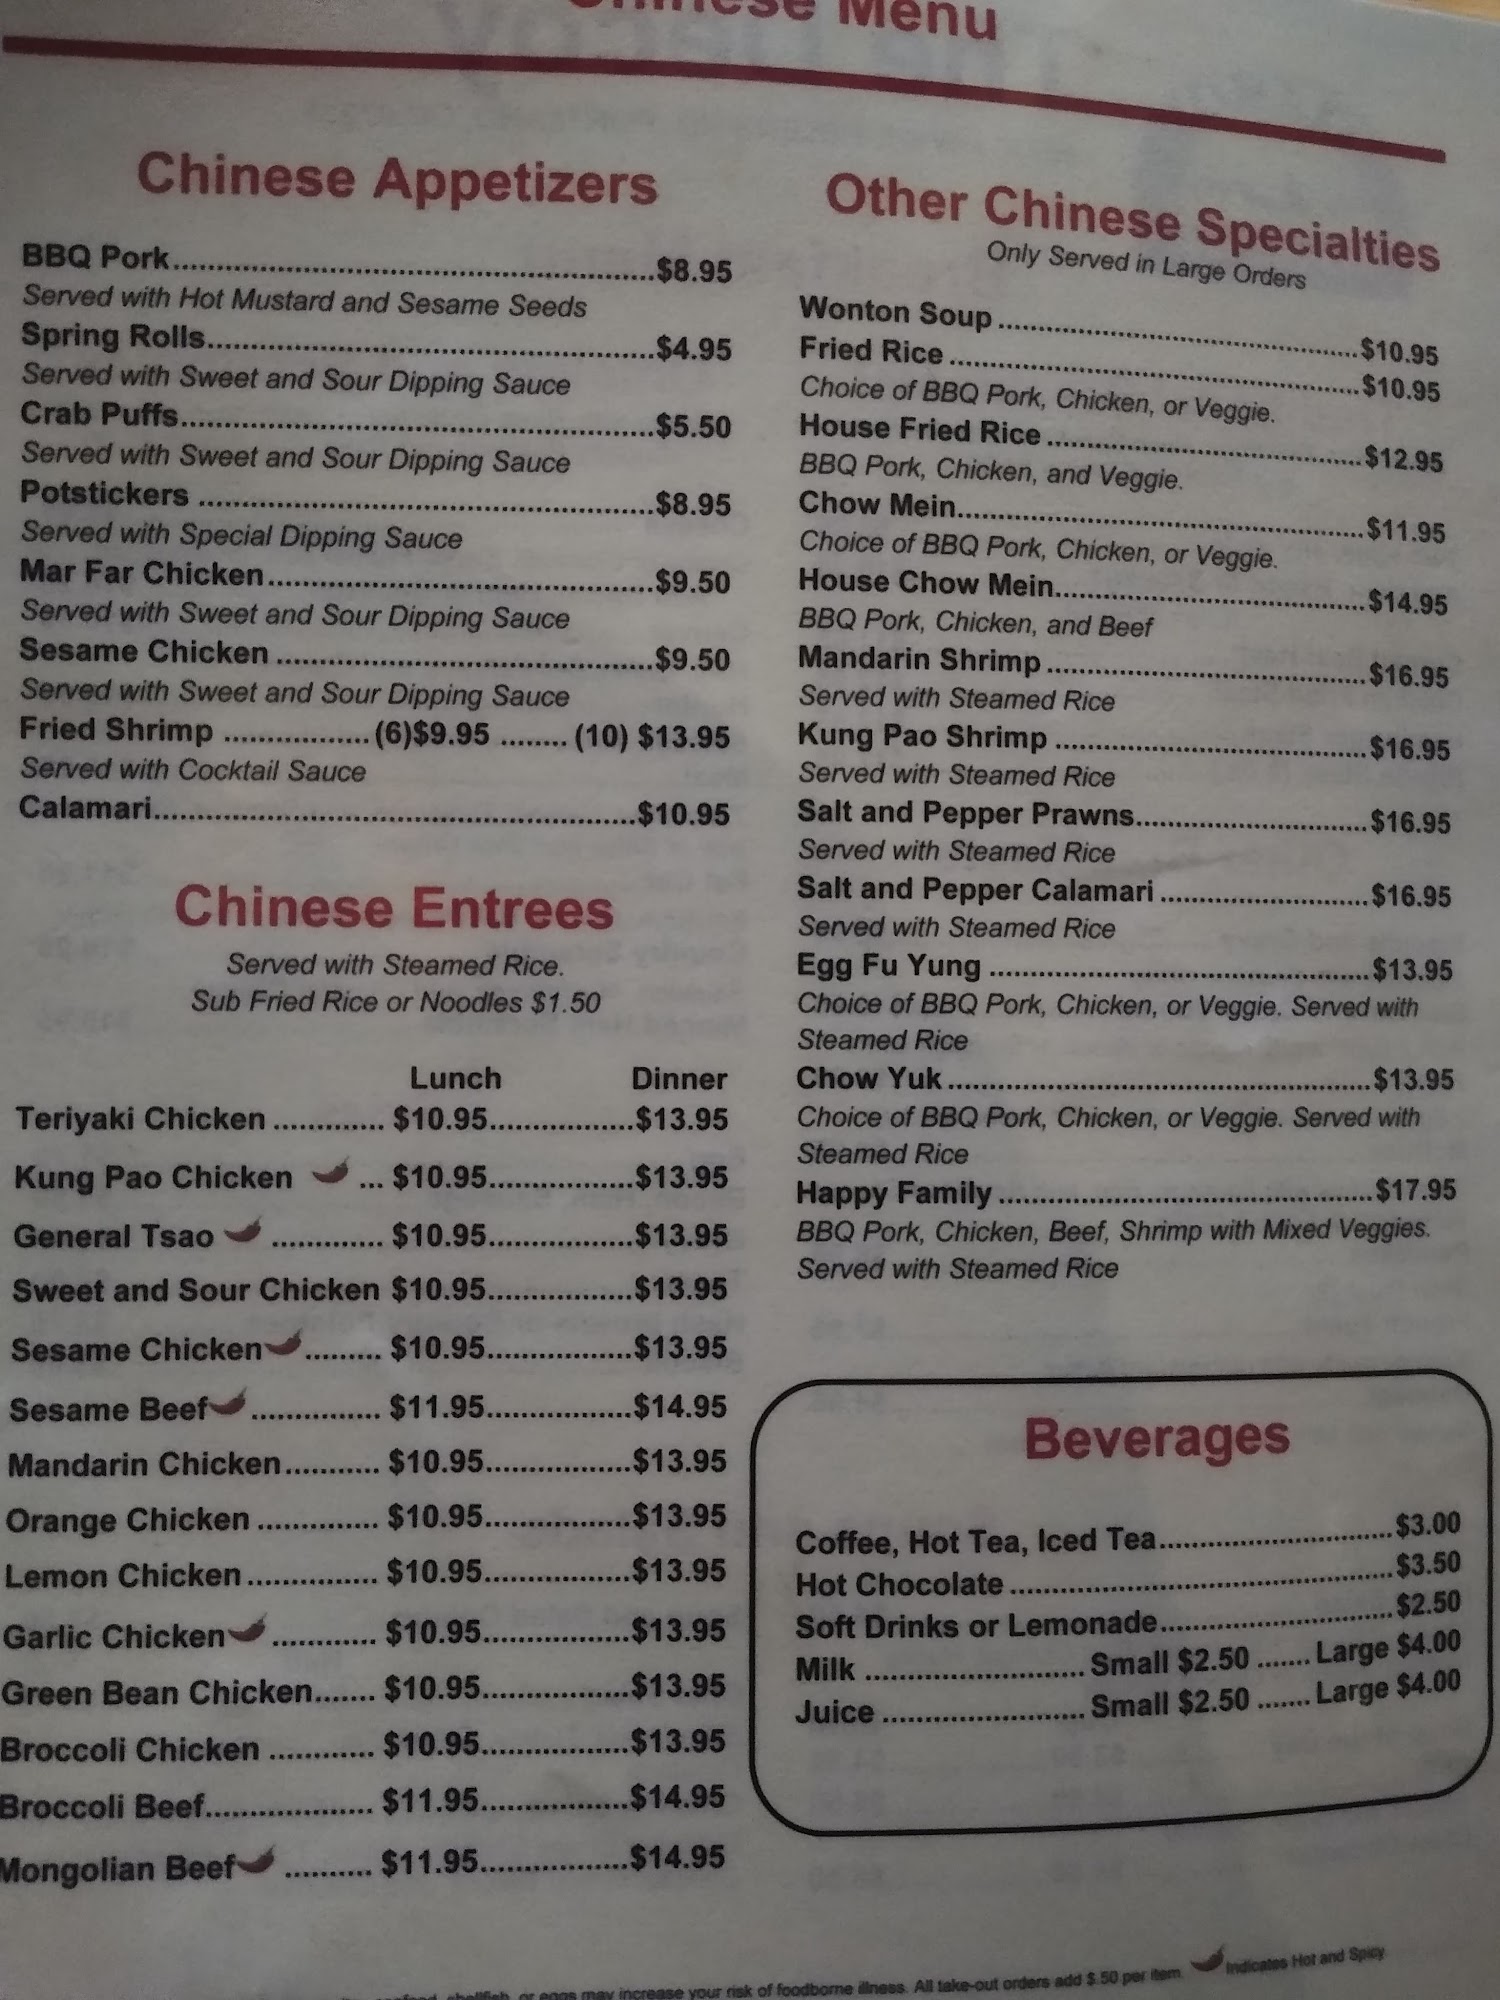 Chinese Menu
Chinese Appetizers
BBQ Pork........................................................$8.95
Served with Hot Mustard and Sesame Seeds
Spring Rolls....................................................$4.95
Served with Sweet and Sour Dipping Sauce
Crab Puffs.......................................................$5.50
Served with Sweet and Sour Dipping Sauce
Potstickers .....................................................$8.95
Served with Special Dipping Sauce
Mar Far Chicken.............................................$9.50
Served with Sweet and Sour Dipping Sauce
Sesame Chicken ............................................$9.50
Served with Sweet and Sour Dipping Sauce
Fried Shrimp .................(6)$9.95 ........ (10) $13.95
Served with Cocktail Sauce
Calamari........................................................$10.95
Chinese Entrees
Served with Steamed Rice.
Sub Fried Rice or Noodles $1.50
Lunch Dinner
Teriyaki Chicken ............. $10.95.................$13.95
Kung Pao Chicken ... $10.95.................$13.95
General Tsao ............. $10.95.................$13.95
Sweet and Sour Chicken $10.95.................$13.95
Sesame Chicken ......... $10.95.................$13.95
Sesame Beef ............... $11.95.................$14.95
Mandarin Chicken........... $10.95.................$13.95
Orange Chicken .............. $10.95.................$13.95
Lemon Chicken............... $10.95.................$13.95
Garlic Chicken ............ $10.95.................$13.95
Green Bean Chicken....... $10.95.................$13.95
Broccoli Chicken ............ $10.95.................$13.95
Broccoli Beef................... $11.95.................$14.95
Mongolian Beef .......... $11.95.................$14.95
Other Chinese Specialties
Only Served in Large Orders
Wonton Soup ..........................................$10.95
Fried Rice ................................................$10.95
Choice of BBQ Pork, Chicken, or Veggie.
House Fried Rice .....................................$12.95
BBQ Pork, Chicken, and Veggie.
Chow Mein...............................................$11.95
Choice of BBQ Pork, Chicken, or Veggie.
House Chow Mein....................................$14.95
BBQ Pork, Chicken, and Beef
Mandarin Shrimp .....................................$16.95
Served with Steamed Rice
Kung Pao Shrimp ....................................$16.95
Served with Steamed Rice
Salt and Pepper Prawns...........................$16.95
Served with Steamed Rice
Salt and Pepper Calamari ........................$16.95
Served with Steamed Rice
Egg Fu Yung ............................................$13.95
Choice of BBQ Pork, Chicken, or Veggie. Served with
Steamed Rice
Chow Yuk.................................................$13.95
Choice of BBQ Pork, Chicken, or Veggie. Served with
Steamed Rice
Happy Family ...........................................$17.95
BBQ Pork, Chicken, Beef, Shrimp with Mixed Veggies.
Served with Steamed Rice
Beverages
Coffee, Hot Tea, Iced Tea...........................$3.00
Hot Chocolate .............................................$3.50
Soft Drinks or Lemonade...........................$2.50
Milk ......................... Small $2.50 ....... Large $4.00
Juice ....................... Small $2.50 ....... Large $4.00
shellfish, or eggs may increase your risk of foodborne illness. All take-out orders add $.50 per item. Indicates Hot and Spicy